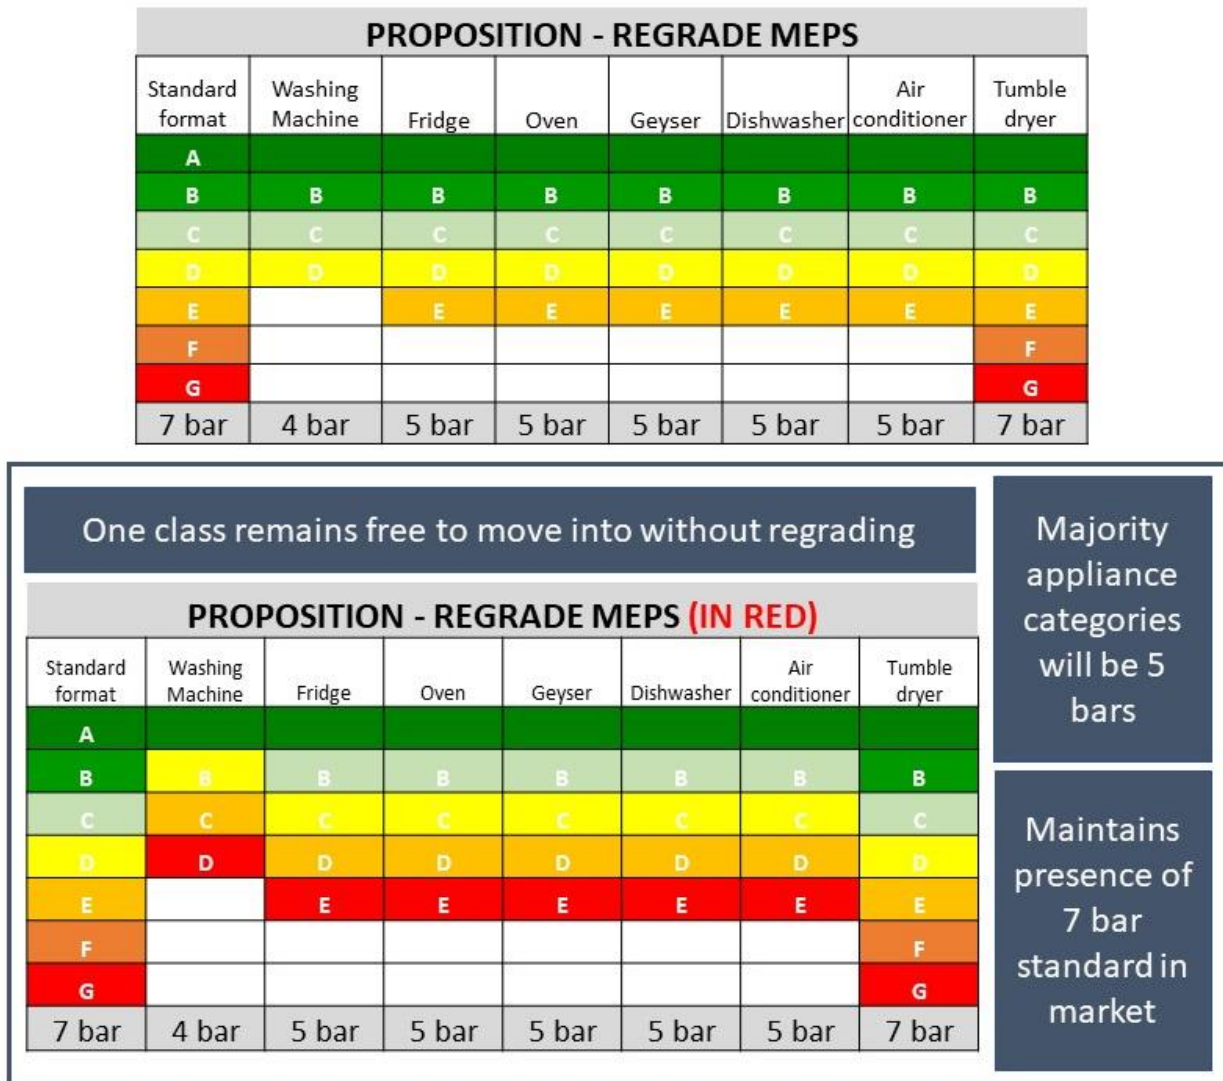 PROPOSITION - REGRADE MEPS
Standard format Washing Machine Fridge Oven Geyser Dishwasher Air conditioner Tumble dryer
A
B B B B B B B B
C C C C C C C C
D D D D D D D D
E E E E E E E
F F
G G
7 bar 4 bar 5 bar 5 bar 5 bar 5 bar 5 bar 7 bar
One class remains free to move into without regrading
PROPOSITION - REGRADE MEPS (IN RED)
Standard format Washing Machine Fridge Oven Geyser Dishwasher Air conditioner Tumble dryer
A
B B B B B B B B
C C C C C C C C
D D D D D D D D
E E E E E E E
F F
G G
7 bar 4 bar 5 bar 5 bar 5 bar 5 bar 5 bar 7 bar
Majority
appliance
categories
will be 5
bars
Maintains
presence of
7 bar
standard in
market